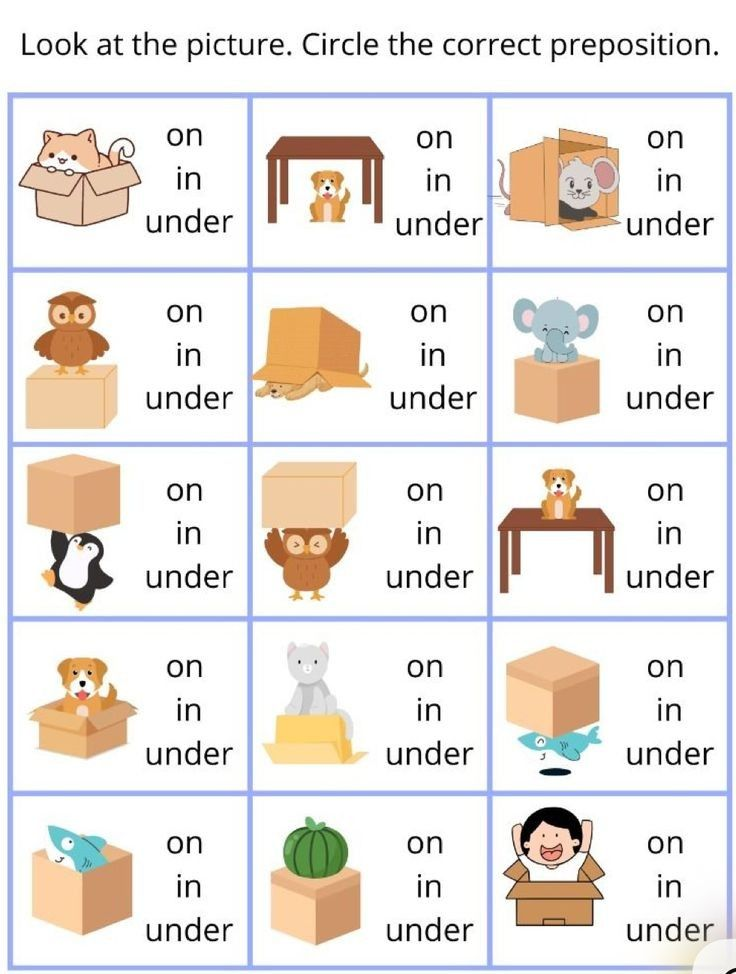 Look at the picture. Circle the correct preposition.
on
in
under
on
in
under
on
in
under
on
in
under
on
in
under
on
in
under
on
in
under
on
in
under
on
in
under
on
in
under
on
in
under
on
in
under
on
in
under
on
in
under
on
in
under